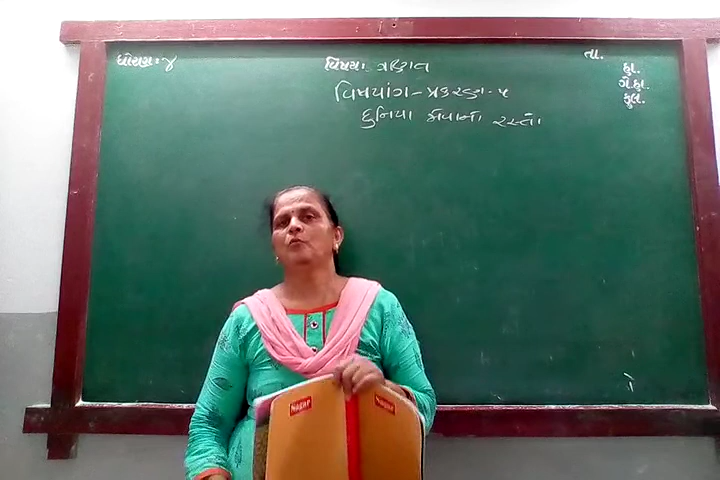 ધોરણ: ૪
વિષય: ગુજરાતી
વિષયાંગ - પ્રકરણ - ૫
દુનિયા
રસ્તો
તા.
હા.
ગે.હા.
કુલ.
Nagar
Nagar